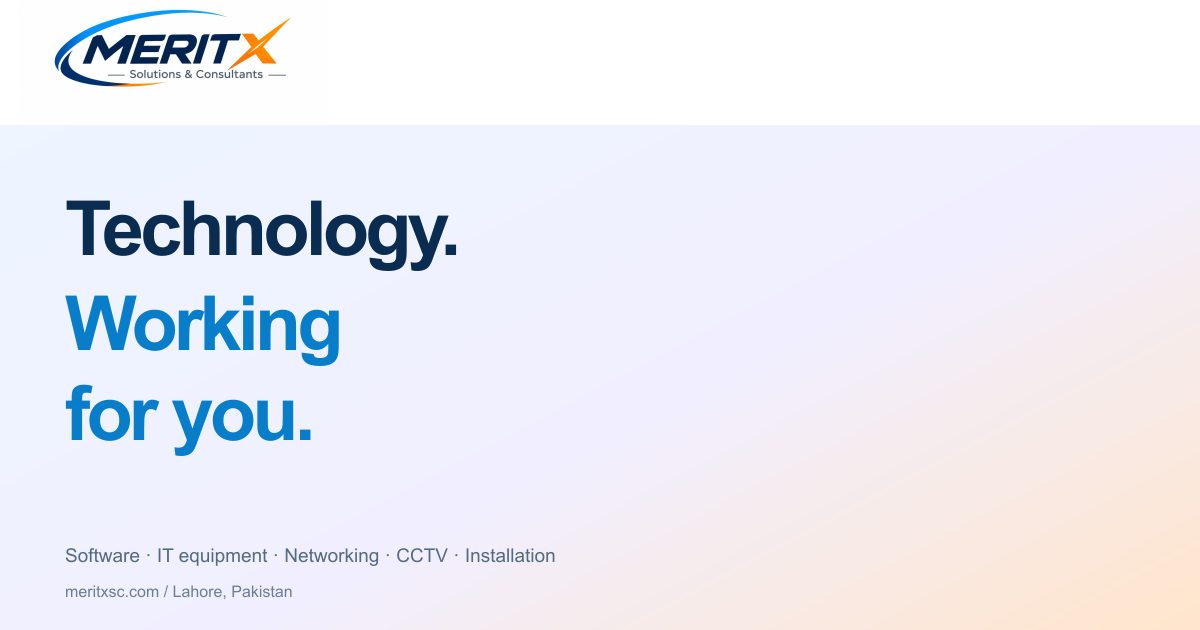 MERITX
Solutions & Consultants
Technology.
Working
for you.
Software · IT equipment · Networking · CCTV · Installation
meritxsc.com / Lahore, Pakistan